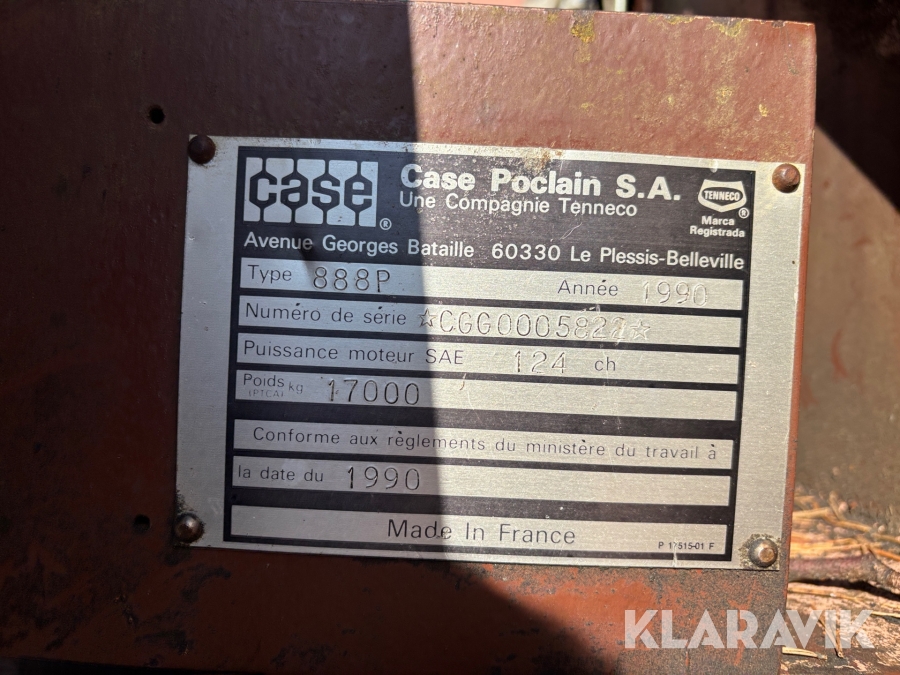 case ®
Case Poclain S.A.
Une Compagnie Tenneco
TENNECO ®
Marca
Registrada
Avenue Georges Bataille 60330 Le Plessis-Belleville
Type 888P Année 1990
Numéro de série
Puissance moteur SAE 124 ch
Poids kg 17000
(PTCA)
Conforme aux règlements du ministère du travail à
la date du 1990
Made In France
P 17515-01 F
KLARAVIK